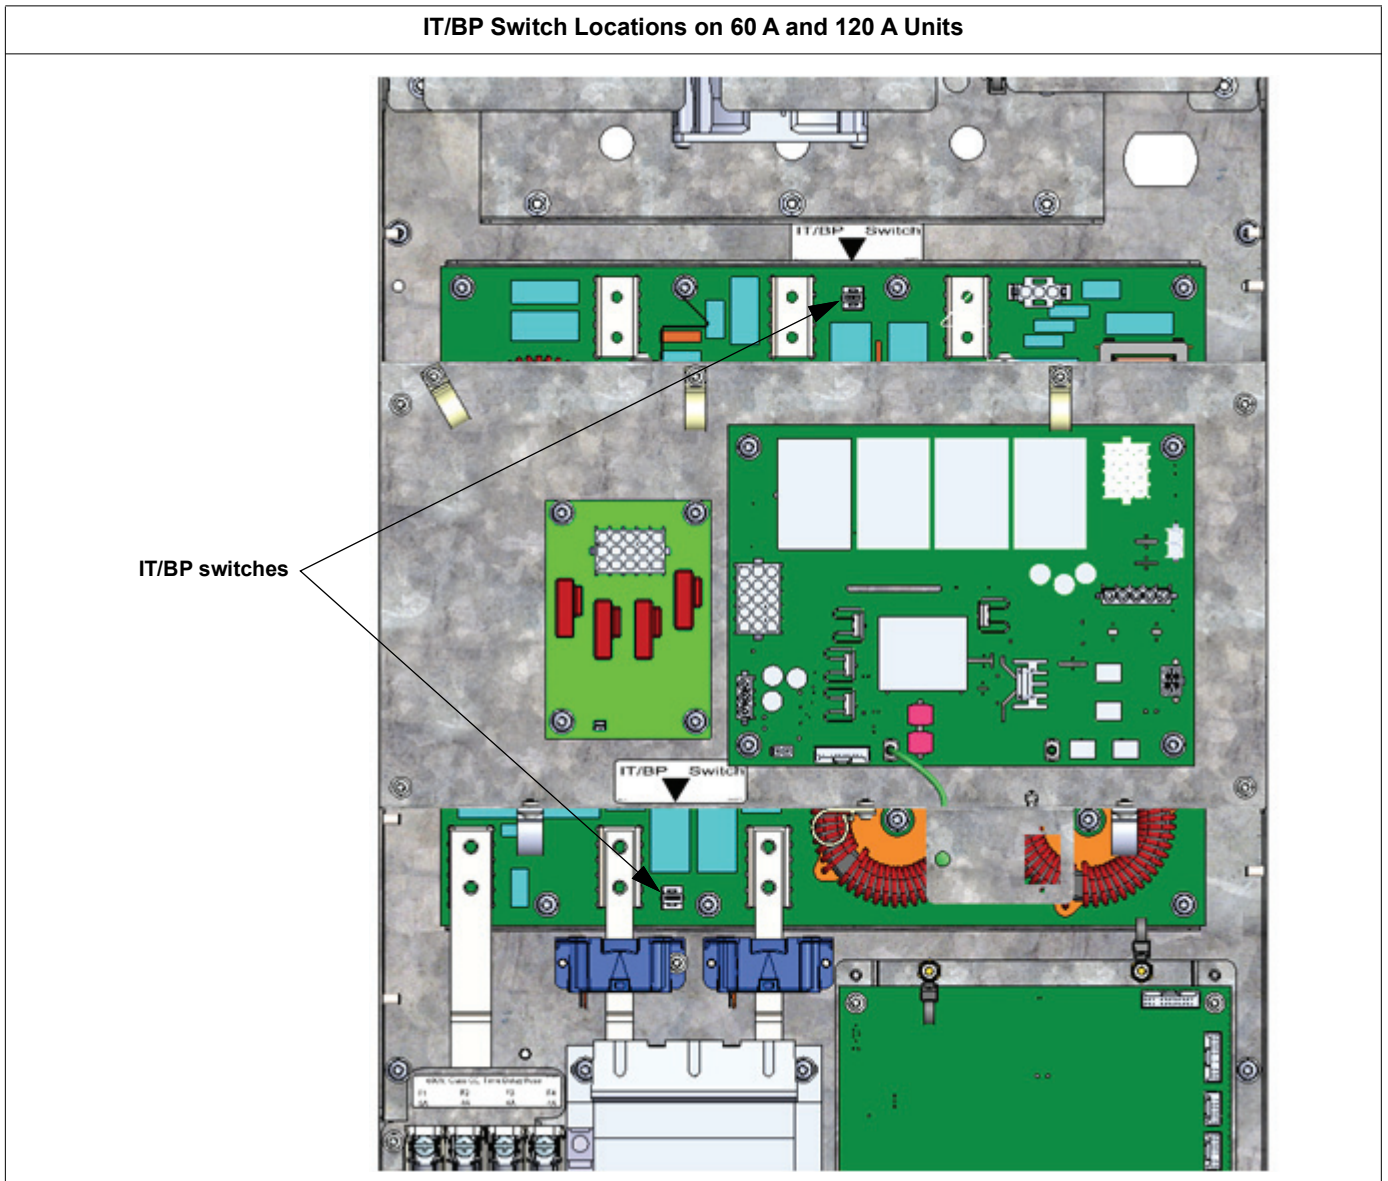 IT/BP Switch Locations on 60 A and 120 A Units
IT/BP Switch
IT/BP switches
IT/BP Switch